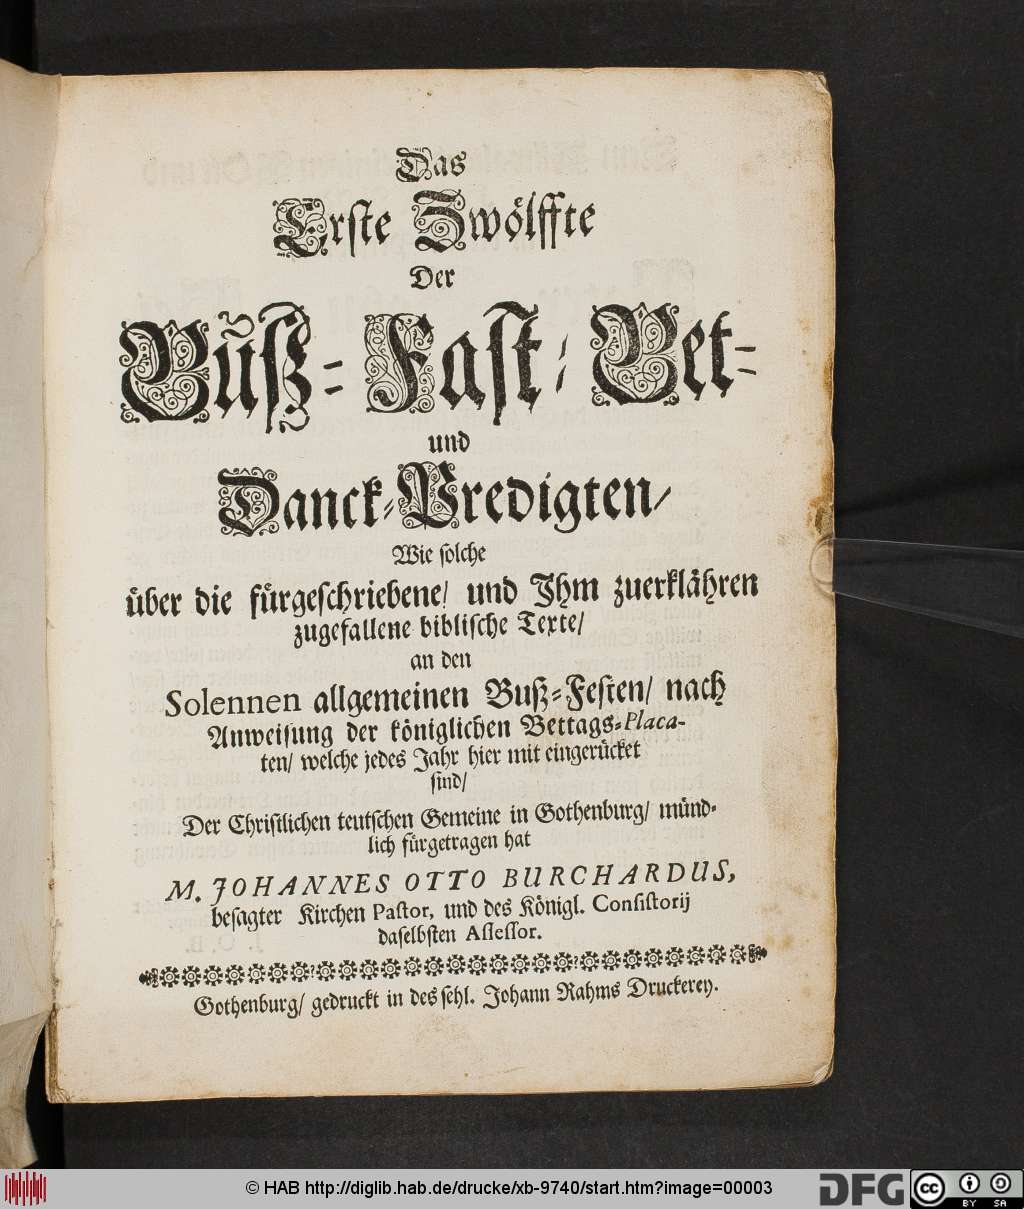 Das
Erste Zwölffte
Der
Buß- Fast/ Bet-
und
Danck-Predigten/
Wie solche
über die fürgeschriebene/ und Ihm zuerklähren
zugefallene biblische Texte/
an den
Solennen allgemeinen Buß-Festen/ nach
Anweisung der königlichen Bettags-Placa-
ten/ welche jedes Jahr hier mit eingerücket
sind/
Der Christlichen teutschen Gemeine in Gothenburg/ münd-
lich fürgetragen hat
M. JOHANNES OTTO BURCHARDUS,
besagter Kirchen Pastor, und des Königl. Consistorij
daselbsten Assessor.
Gothenburg/ gedruckt in des sehl. Johann Rahms Druckerey.
© HAB http://diglib.hab.de/drucke/xb-9740/start.htm?image=00003
DFG
cc BY SA